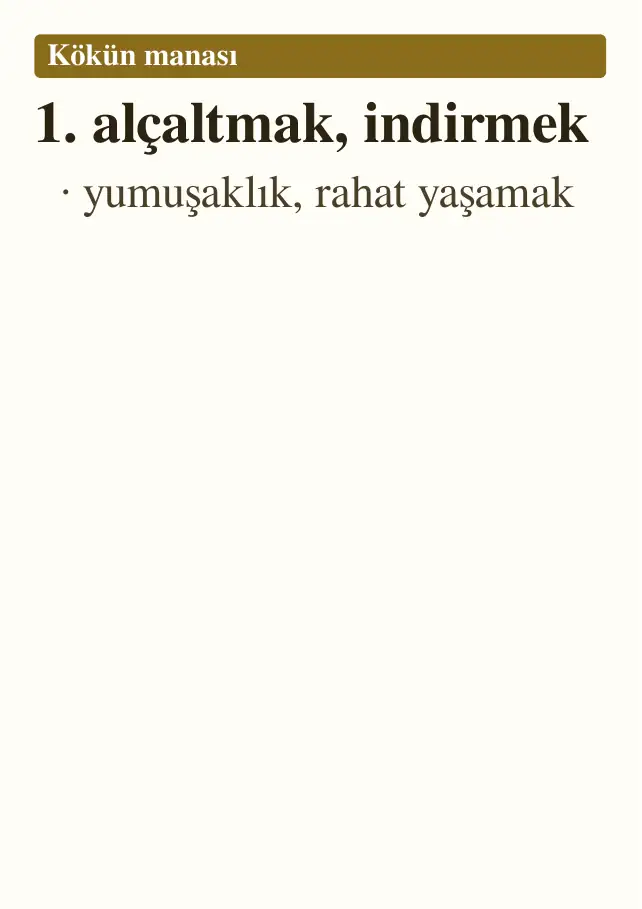 Kökün manası
1. alçaltmak, indirmek
· yumuşaklık, rahat yaşamak